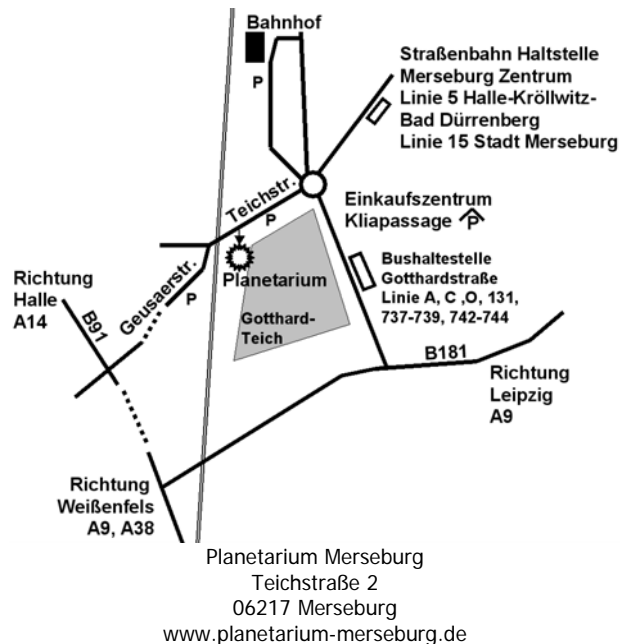 Bahnhof
P
Straßenbahn Haltstelle
Merseburg Zentrum
Linie 5 Halle-Kröllwitz-
Bad Dürrenberg
Linie 15 Stadt Merseburg
Teichstr.
P
Einkaufszentrum
Kliapassage P
Bushaltestelle
Gotthardstraße
Linie A, C ,O, 131,
737-739, 742-744
Planetarium
Geusaerstr.
P
Richtung
Halle
A14
B91
Gotthard-
Teich
B181
Richtung
Leipzig
A9
Richtung
Weißenfels
A9, A38
Planetarium Merseburg
Teichstraße 2
06217 Merseburg
www.planetarium-merseburg.de